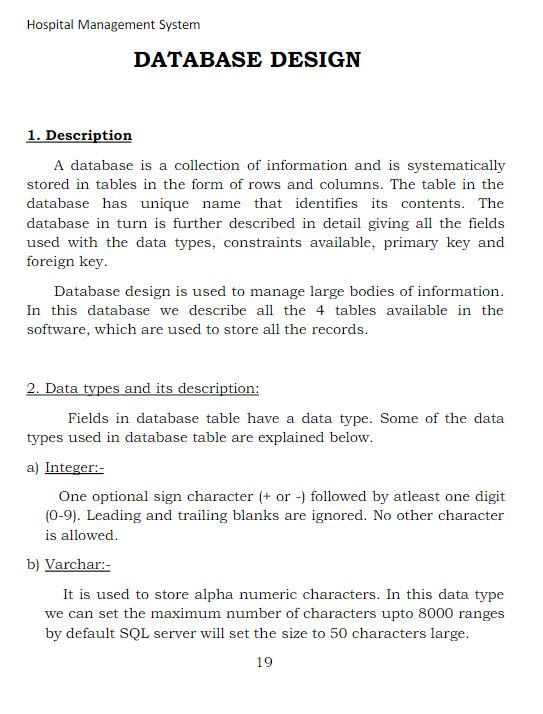 Hospital Management System
DATABASE DESIGN
1. Description
A database is a collection of information and is systematically
stored in tables in the form of rows and columns. The table in the
database has unique name that identifies its contents. The
database in turn is further described in detail giving all the fields
used with the data types, constraints available, primary key and
foreign key.
Database design is used to manage large bodies of information.
In this database we describe all the 4 tables available in the
software, which are used to store all the records.
2. Data types and its description:
Fields in database table have a data type. Some of the data
types used in database table are explained below.
a) Integer:-
One optional sign character (+ or -) followed by atleast one digit
(0-9). Leading and trailing blanks are ignored. No other character
is allowed.
b) Varchar:-
It is used to store alpha numeric characters. In this data type
we can set the maximum number of characters upto 8000 ranges
by default SQL server will set the size to 50 characters large.
19